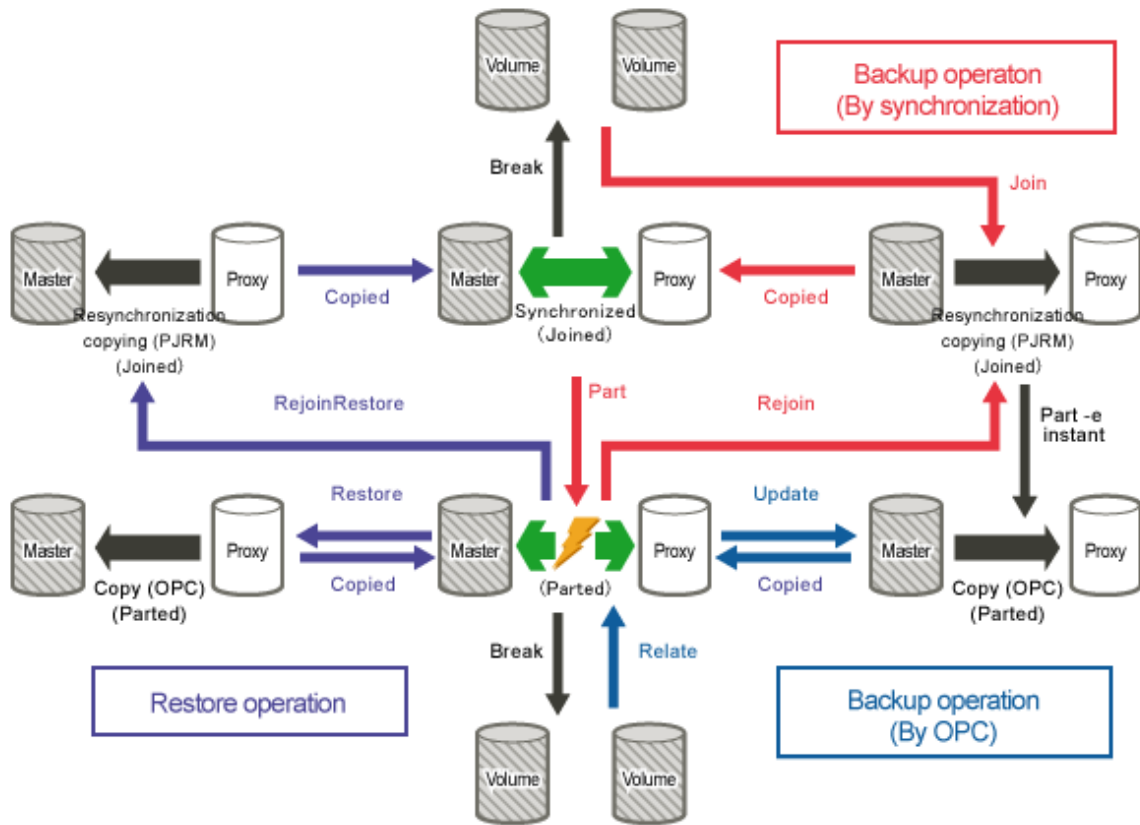 Volume
Volume
Backup operaton
(By synchronization)
Break
Join
Master
Proxy
Copied
Master
Proxy
Copied
Master
Proxy
Resynchronization
copying (PJRM)
(Joined)
Synchronized
(Joined)
Resynchronization
copying (PJRM)
(Joined)
RejoinRestore
Part
Rejoin
Part -e
instant
Restore
Update
Master
Proxy
Master
Proxy
Master
Proxy
Copied
Copied
Copy (OPC)
(Parted)
(Parted)
Copy (OPC)
(Parted)
Break
Relate
Restore operation
Backup operation
(By OPC)
Volume
Volume